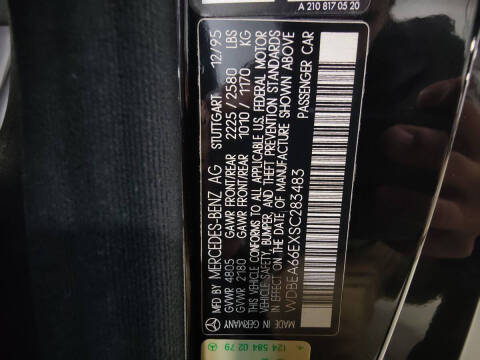 A 210 817 05 20
MFD BY MERCEDES-BENZ AG STUTTGART 12/95
GVWR 4805 GAWR FRONT/REAR 2225/2580 LBS
GVWR 2180 GAWR FRONT/REAR 1010/1170 KG
THIS VEHICLE CONFORMS TO ALL APPLICABLE U.S. FEDERAL MOTOR
VEHICLE SAFETY, BUMPER, AND THEFT PREVENTION STANDARDS
IN EFFECT ON THE DATE OF MANUFACTURE SHOWN ABOVE
WDBEA66EXSC283483 PASSENGER CAR
MADE IN GERMANY
124 584 02 79